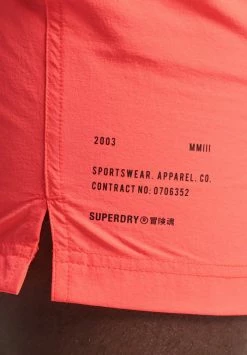 2003 MMIII
SPORTSWEAR. APPAREL. CO.
CONTRACT NO: 0706352
SUPERDRY®冒険魂